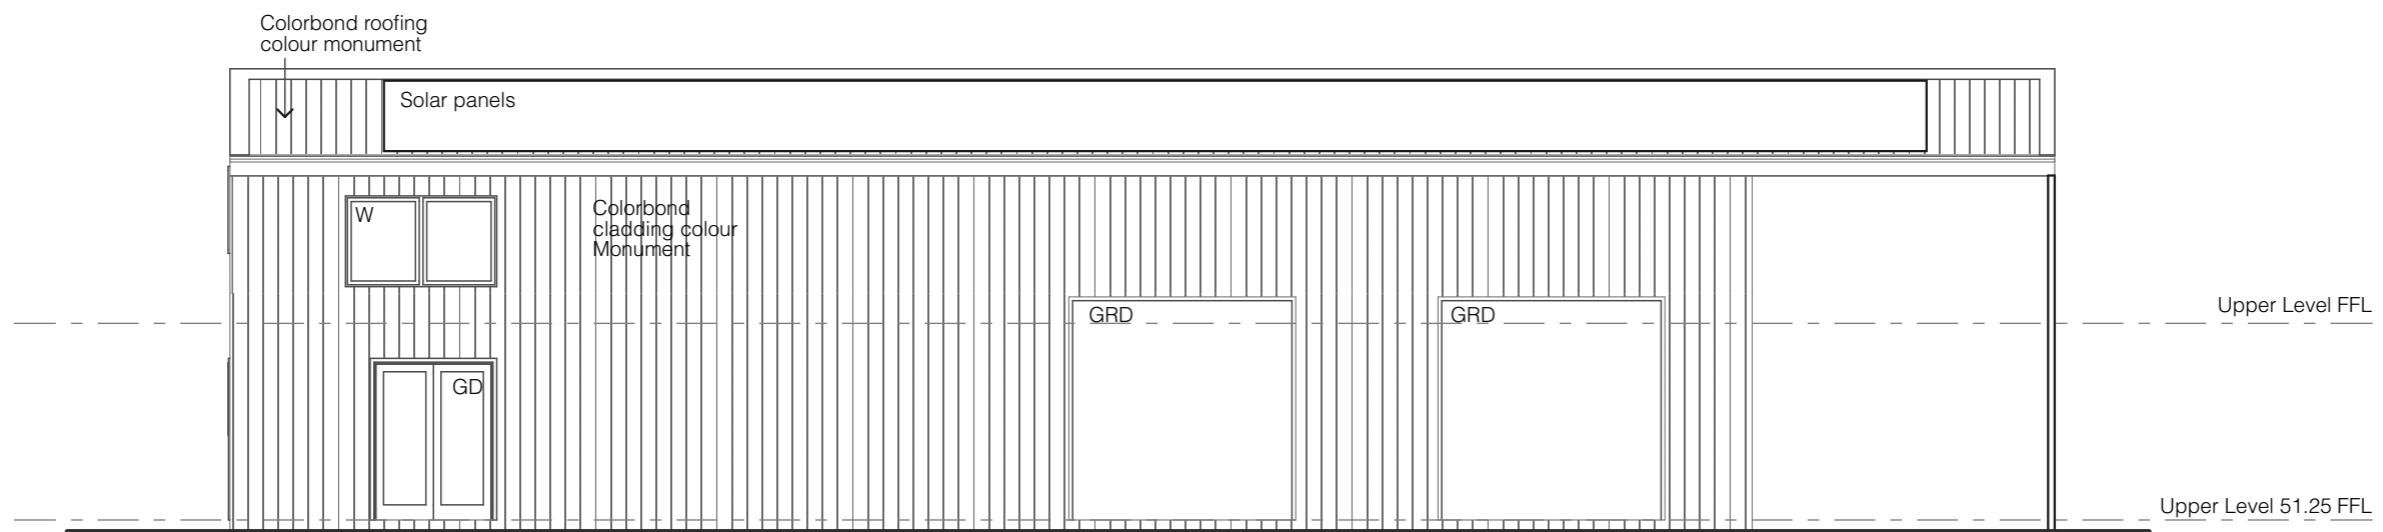 Colorbond roofing
colour monument
Solar panels
W
Colorbond
cladding colour
Monument
GRD
GRD
Upper Level FFL
GD
Upper Level 51.25 FFL